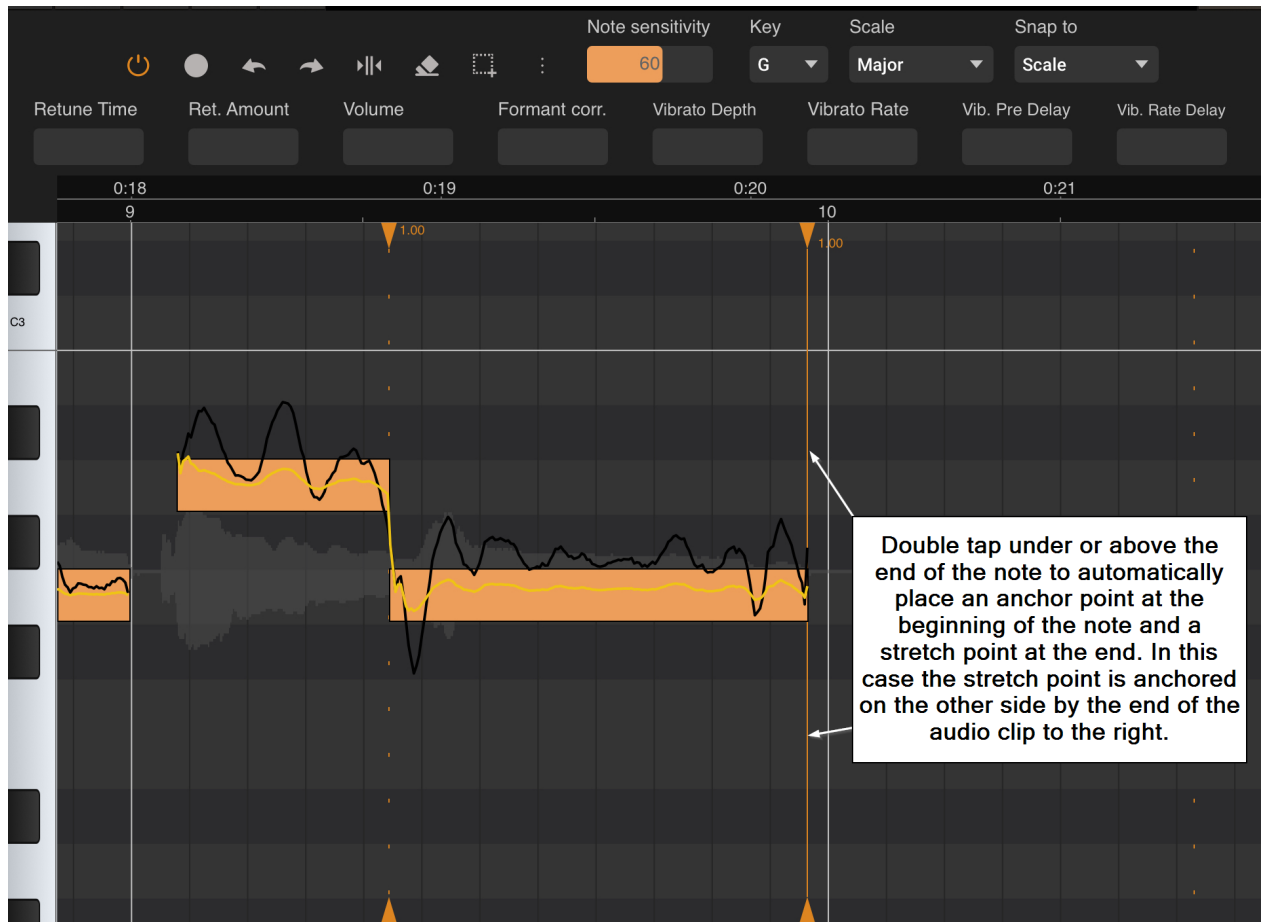 Note sensitivity Key Scale Snap to
60 G Major Scale
Retune Time Ret. Amount Volume Formant corr. Vibrato Depth Vibrato Rate Vib. Pre Delay Vib. Rate Delay
0:18 0:19 0:20 0:21
9 10
1.00
1.00
C3
Double tap under or above the
end of the note to automatically
place an anchor point at the
beginning of the note and a
stretch point at the end. In this
case the stretch point is anchored
on the other side by the end of the
audio clip to the right.